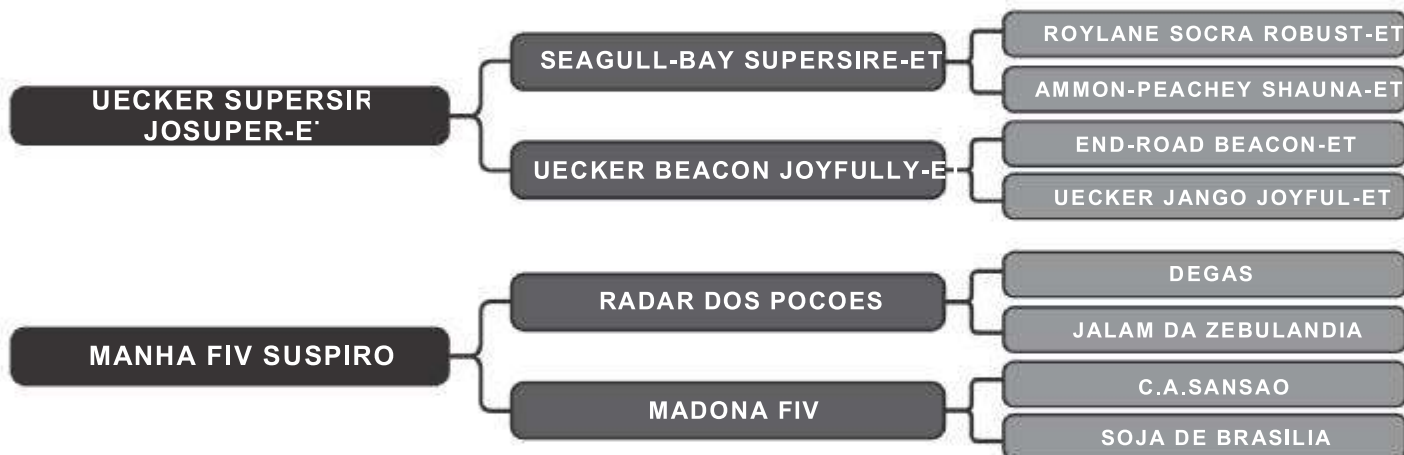 ROYLANE SOCRA ROBUST-ET
SEAGULL-BAY SUPERSIRE-ET
AMMON-PEACHEY SHAUNA-ET
UECKER SUPERSIR
JOSUPER-E
END-ROAD BEACON-ET
UECKER BEACON JOYFULLY-ET
UECKER JANGO JOYFUL-ET
DEGAS
RADAR DOS POCOES
JALAM DA ZEBULANDIA
MANHA FIV SUSPIRO
C.A.SANSAO
MADONA FIV
SOJA DE BRASÍLIA